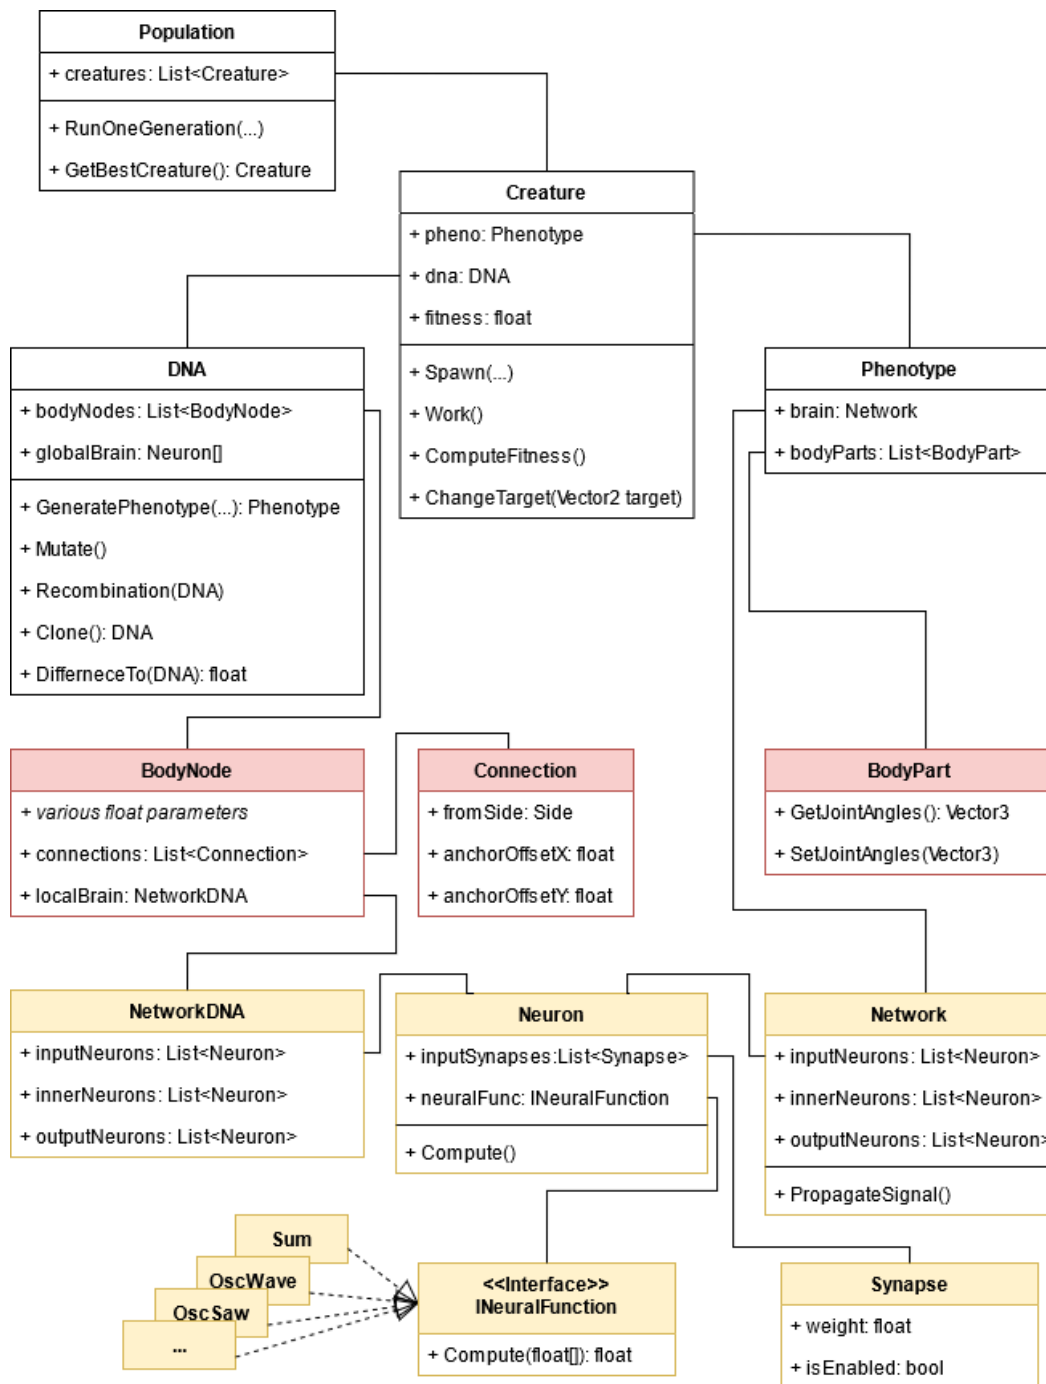 Population
+ creatures: List<Creature>
+ RunOneGeneration(...)
+ GetBestCreature(): Creature
Creature
+ pheno: Phenotype
+ dna: DNA
+ fitness: float
+ Spawn(...)
+ Work()
+ ComputeFitness()
+ ChangeTarget(Vector2 target)
DNA
+ bodyNodes: List<BodyNode>
+ globalBrain: Neuron[]
+ GeneratePhenotype(...): Phenotype
+ Mutate()
+ Recombination(DNA)
+ Clone(): DNA
+ DifferneceTo(DNA): float
Phenotype
+ brain: Network
+ bodyParts: List<BodyPart>
BodyNode
+ various float parameters
+ connections: List<Connection>
+ localBrain: NetworkDNA
Connection
+ fromSide: Side
+ anchorOffsetX: float
+ anchorOffsetY: float
BodyPart
+ GetJointAngles(): Vector3
+ SetJointAngles(Vector3)
NetworkDNA
+ inputNeurons: List<Neuron>
+ innerNeurons: List<Neuron>
+ outputNeurons: List<Neuron>
Neuron
+ inputSynapses:List<Synapse>
+ neuralFunc: INeuralFunction
+ Compute()
Network
+ inputNeurons: List<Neuron>
+ innerNeurons: List<Neuron>
+ outputNeurons: List<Neuron>
+ PropagateSignal()
Sum
OscWave
OscSaw
...
<<Interface>>
INeuralFunction
+ Compute(float[]): float
Synapse
+ weight: float
+ isEnabled: bool